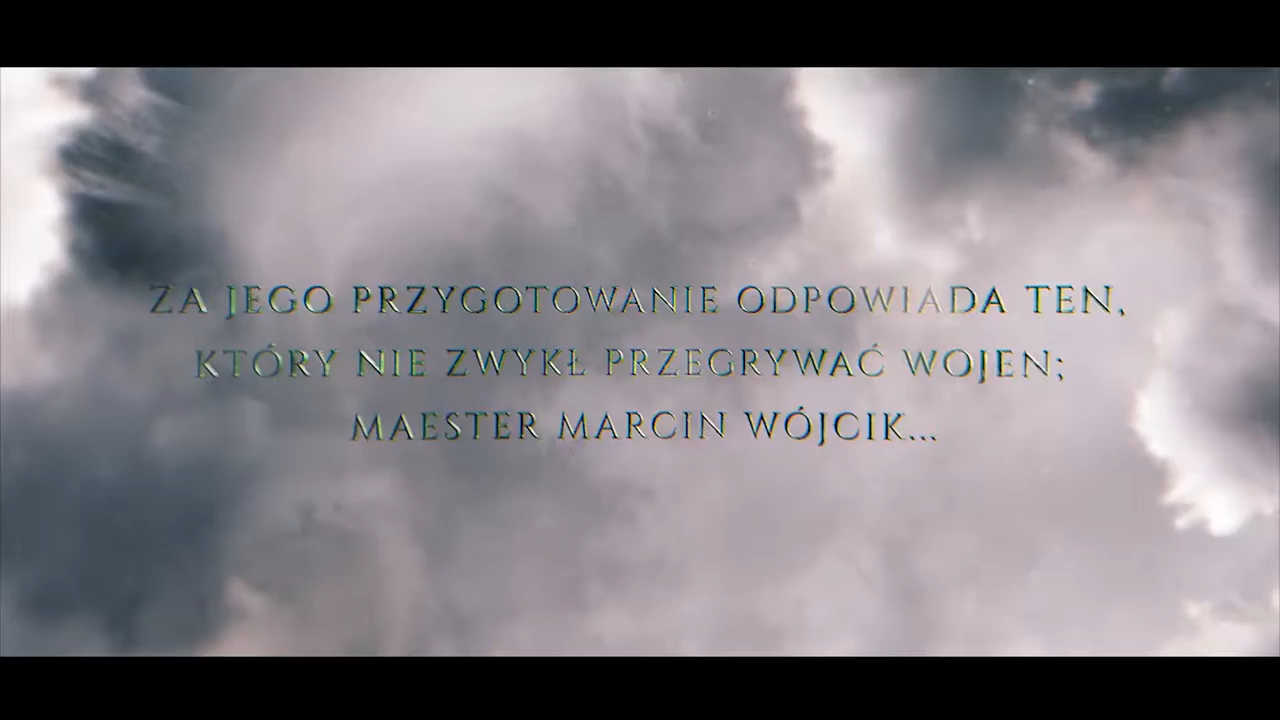 ZA JEGO PRZYGOTOWANIE ODPOWIADA TEN,
KTÓRY NIE ZWYKŁ PRZEGRYWAĆ WOJEN;
MAESTER MARCIN WÓJCIK...